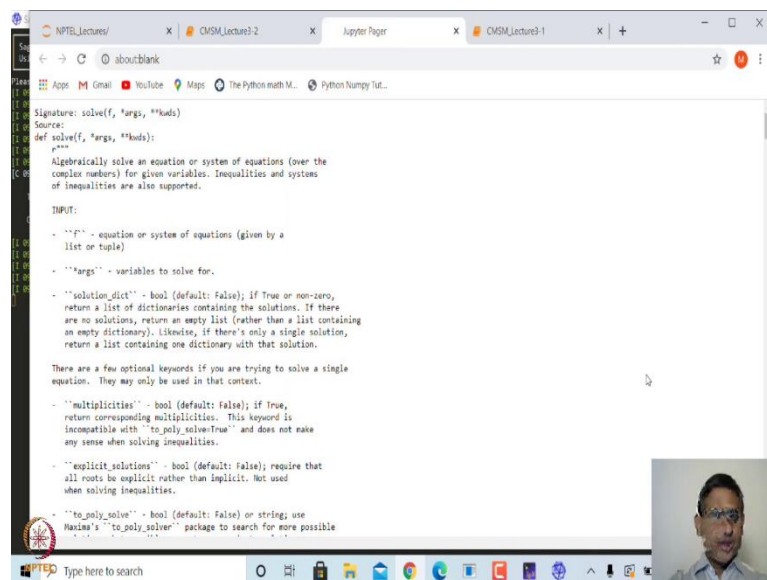 NPTEL_Lectures/
CMSM_Lecture3-2
Jupyter Pager
CMSM_Lecture3-1
about:blank
M
Apps
Gmail
YouTube
Maps
The Python math M...
Python Numpy Tut...
Signature: solve(f, *args, **kwds)
Source:
def solve(f, *args, **kwds):
r"""
Algebraically solve an equation or system of equations (over the
complex numbers) for given variables. Inequalities and systems
of inequalities are also supported.
INPUT:
- ``f`` - equation or system of equations (given by a
list or tuple)
- ``*args`` - variables to solve for.
- ``solution_dict`` - bool (default: False); if True or non-zero,
return a list of dictionaries containing the solutions. If there
are no solutions, return an empty list (rather than a list containing
an empty dictionary). Likewise, if there's only a single solution,
return a list containing one dictionary with that solution.
There are a few optional keywords if you are trying to solve a single
equation. They may only be used in that context.
- ``multiplicities`` - bool (default: False); if True,
return corresponding multiplicities. This keyword is
incompatible with ``to_poly_solve=True`` and does not make
any sense when solving inequalities.
- ``explicit_solutions`` - bool (default: False); require that
all roots be explicit rather than implicit. Not used
when solving inequalities.
- ``to_poly_solve`` - bool (default: False) or string; use
Maxima's ``to_poly_solver`` package to search for more possible
NPTEL
Type here to search